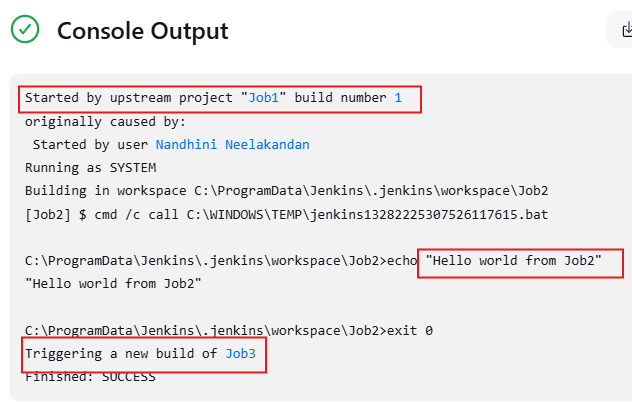 Console Output
Started by upstream project "Job1" build number 1
originally caused by:
Started by user Nandhini Neelakandan
Running as SYSTEM
Building in workspace C:\ProgramData\Jenkins\.jenkins\workspace\Job2
[Job2] $ cmd /c call C:\WINDOWS\TEMP\jenkins13282225307526117615.bat
C:\ProgramData\Jenkins\.jenkins\workspace\Job2>echo "Hello world from Job2"
"Hello world from Job2"
C:\ProgramData\Jenkins\.jenkins\workspace\Job2>exit 0
Triggering a new build of Job3
Finished: SUCCESS